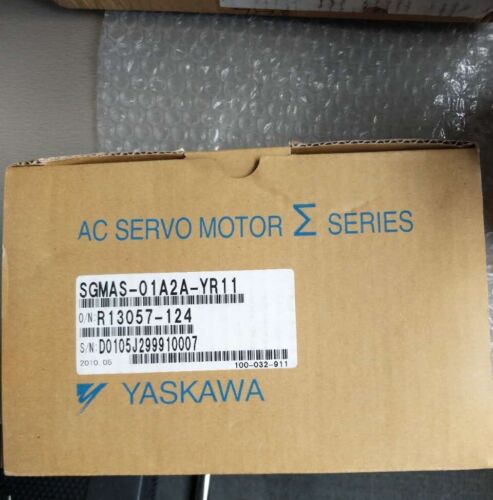 AC SERVO MOTOR Σ SERIES
SGMAS-01A2A-YR11
O/N: R13057-124
S/N: D0105J299910007
2010. 05
100-032-911
YASKAWA